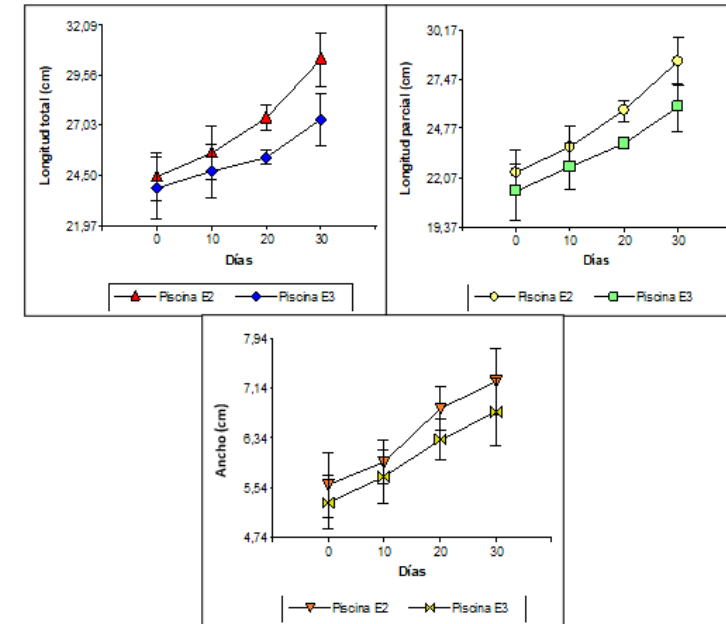 Longitud total (cm)
32,09
29,56
27,03
24,50
21,97
0 10 20 30
Días
Piscina E2 Piscina E3
Longitud parcial (cm)
30,17
27,47
24,77
22,07
19,37
0 10 20 30
Días
Piscina E2 Piscina E3
Ancho (cm)
7,94
7,14
6,34
5,54
4,74
0 10 20 30
Días
Piscina E2 Piscina E3